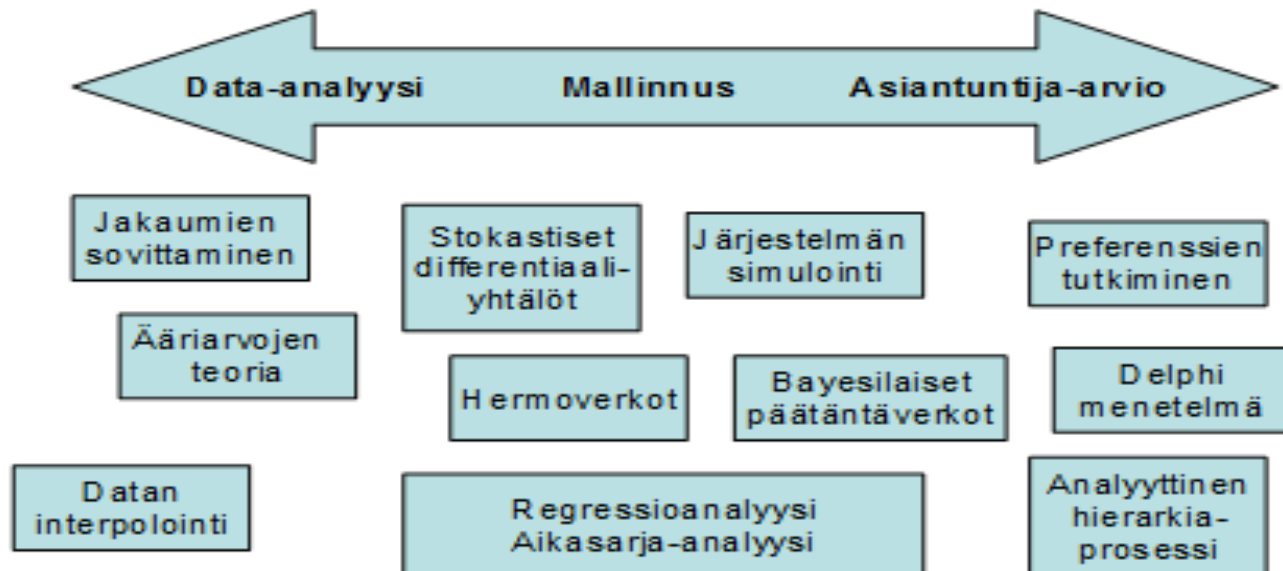 Data-analyysi Mallinnus Asiantuntija-arvio
Jakaumien
sovittaminen
Stokastiset
differentiaali-
yhtälöt
Järjestelmän
simulointi
Preferenssien
tutkiminen
Ääriarvojen
teoria
Hermoverkot
Bayesilaiset
päätäntäverkot
Delphi
menetelmä
Datan
interpolointi
Regressioanalyysi
Aikasarja-analyysi
Analyyttinen
hierarkia-
prosessi